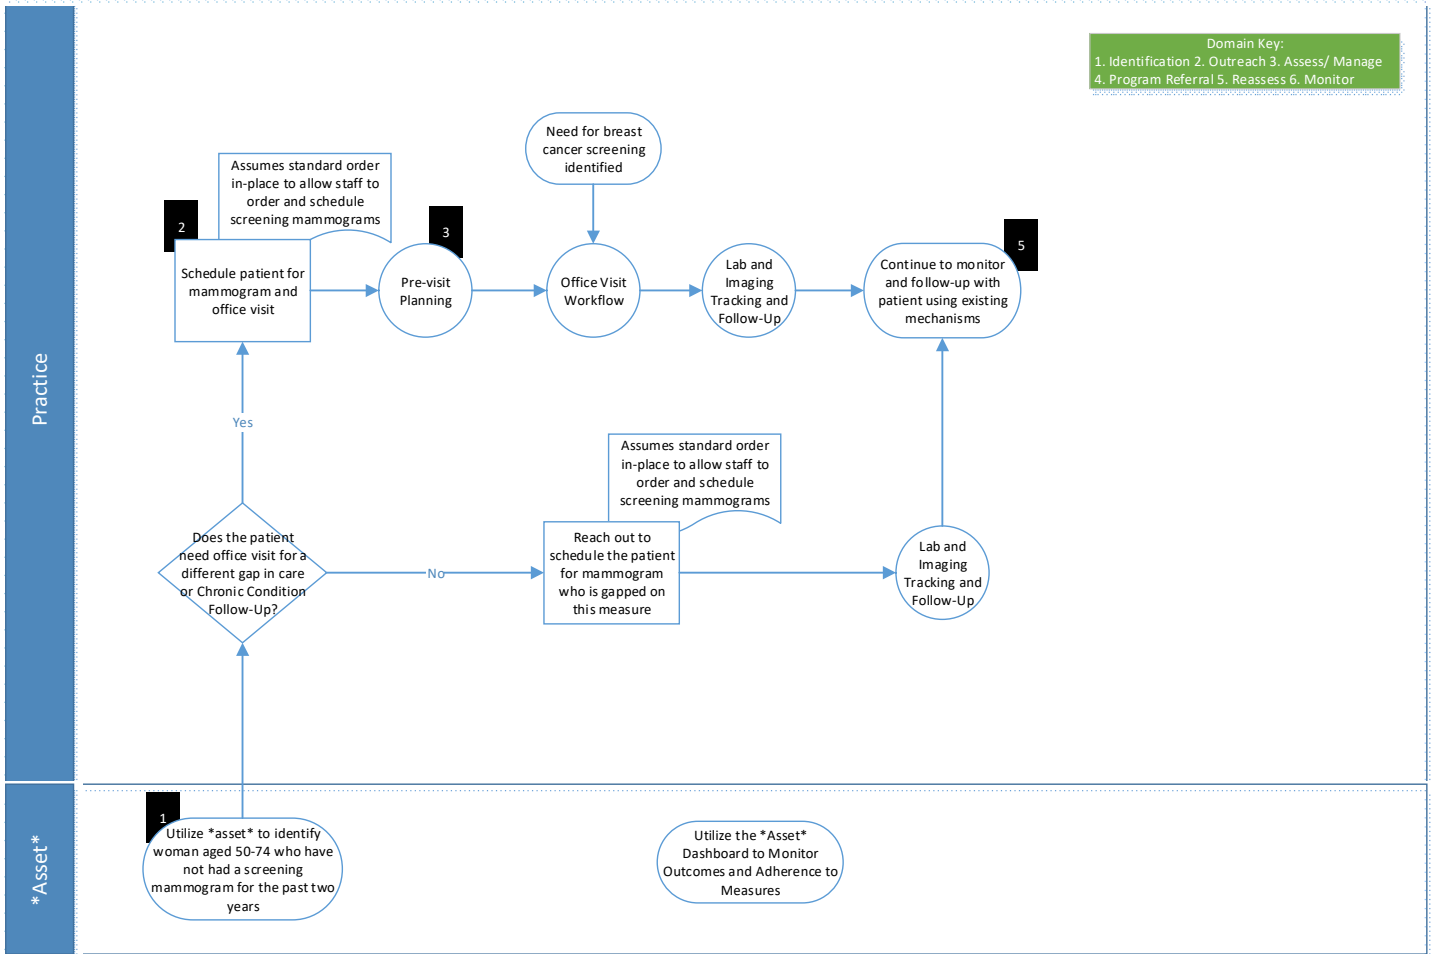 Domain Key:
1. Identification 2. Outreach 3. Assess/ Manage
4. Program Referral 5. Reassess 6. Monitor
Practice
Need for breast
cancer screening
identified
Assumes standard order
in-place to allow staff to
order and schedule
screening mammograms
2
Schedule patient for
mammogram and
office visit
3
Pre-visit
Planning
Office Visit
Workflow
Lab and
Imaging
Tracking and
Follow-Up
5
Continue to monitor
and follow-up with
patient using existing
mechanisms
Yes
Does the patient
need office visit for a
different gap in care
or Chronic Condition
Follow-Up?
No
Assumes standard order
in-place to allow staff to
order and schedule
screening mammograms
Reach out to
schedule the patient
for mammogram
who is gapped on
this measure
Lab and
Imaging
Tracking and
Follow-Up
*Asset*
1
Utilize *asset* to identify
woman aged 50-74 who have
not had a screening
mammogram for the past two
years
Utilize the *Asset*
Dashboard to Monitor
Outcomes and Adherence to
Measures